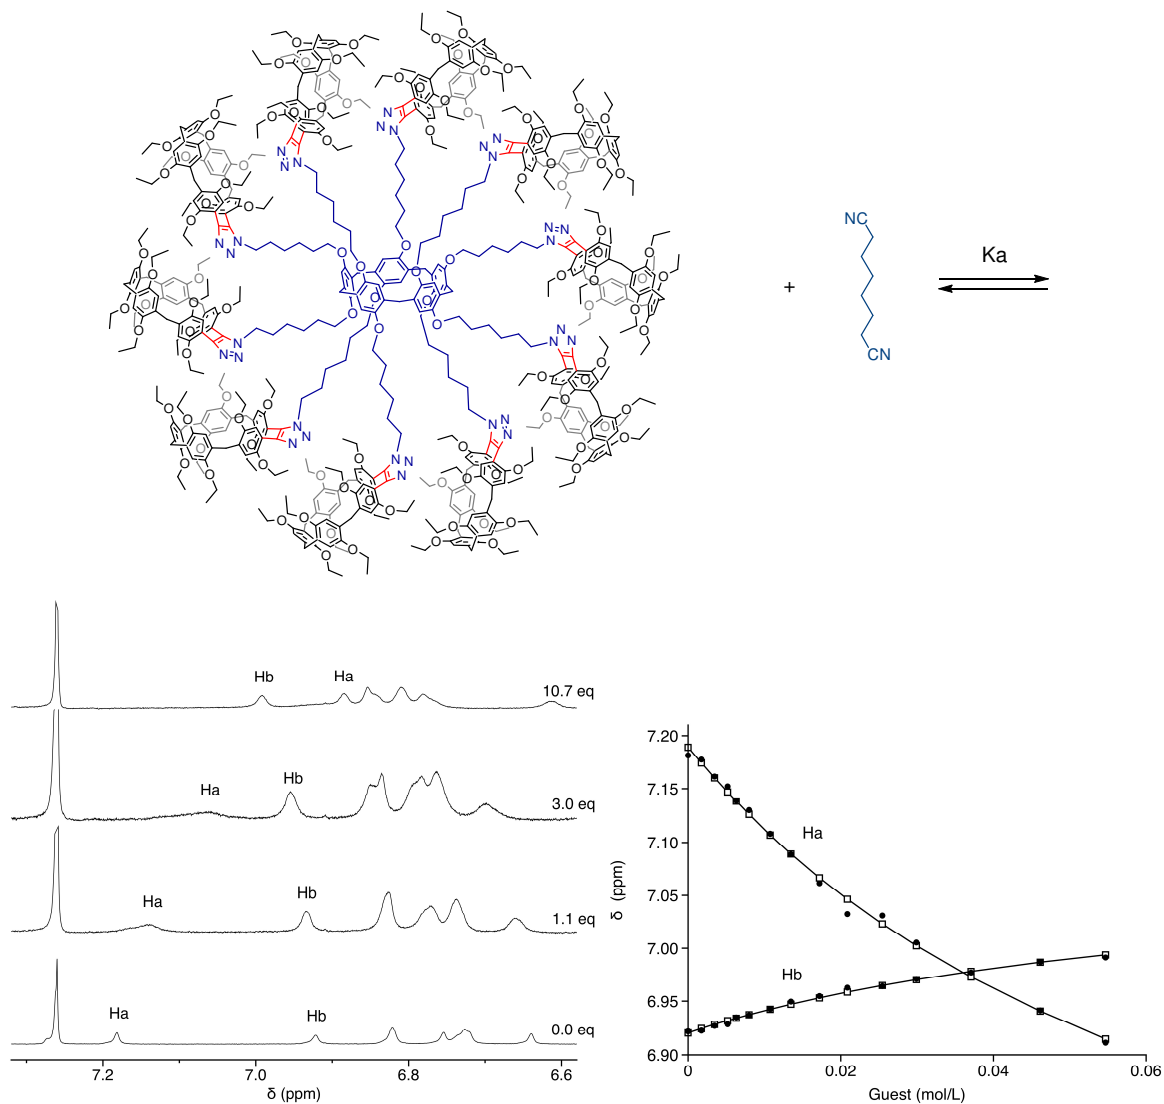 +
NC
CN
Ka
Hb
Ha
10.7 eq
Ha
Hb
3.0 eq
Ha
Hb
1.1 eq
Ha
Hb
0.0 eq
7.2
7.0
6.8
6.6
δ (ppm)
7.20
7.15
7.10
7.05
7.00
6.95
6.90
δ (ppm)
Ha
Hb
0
0.02
0.04
0.06
Guest (mol/L)